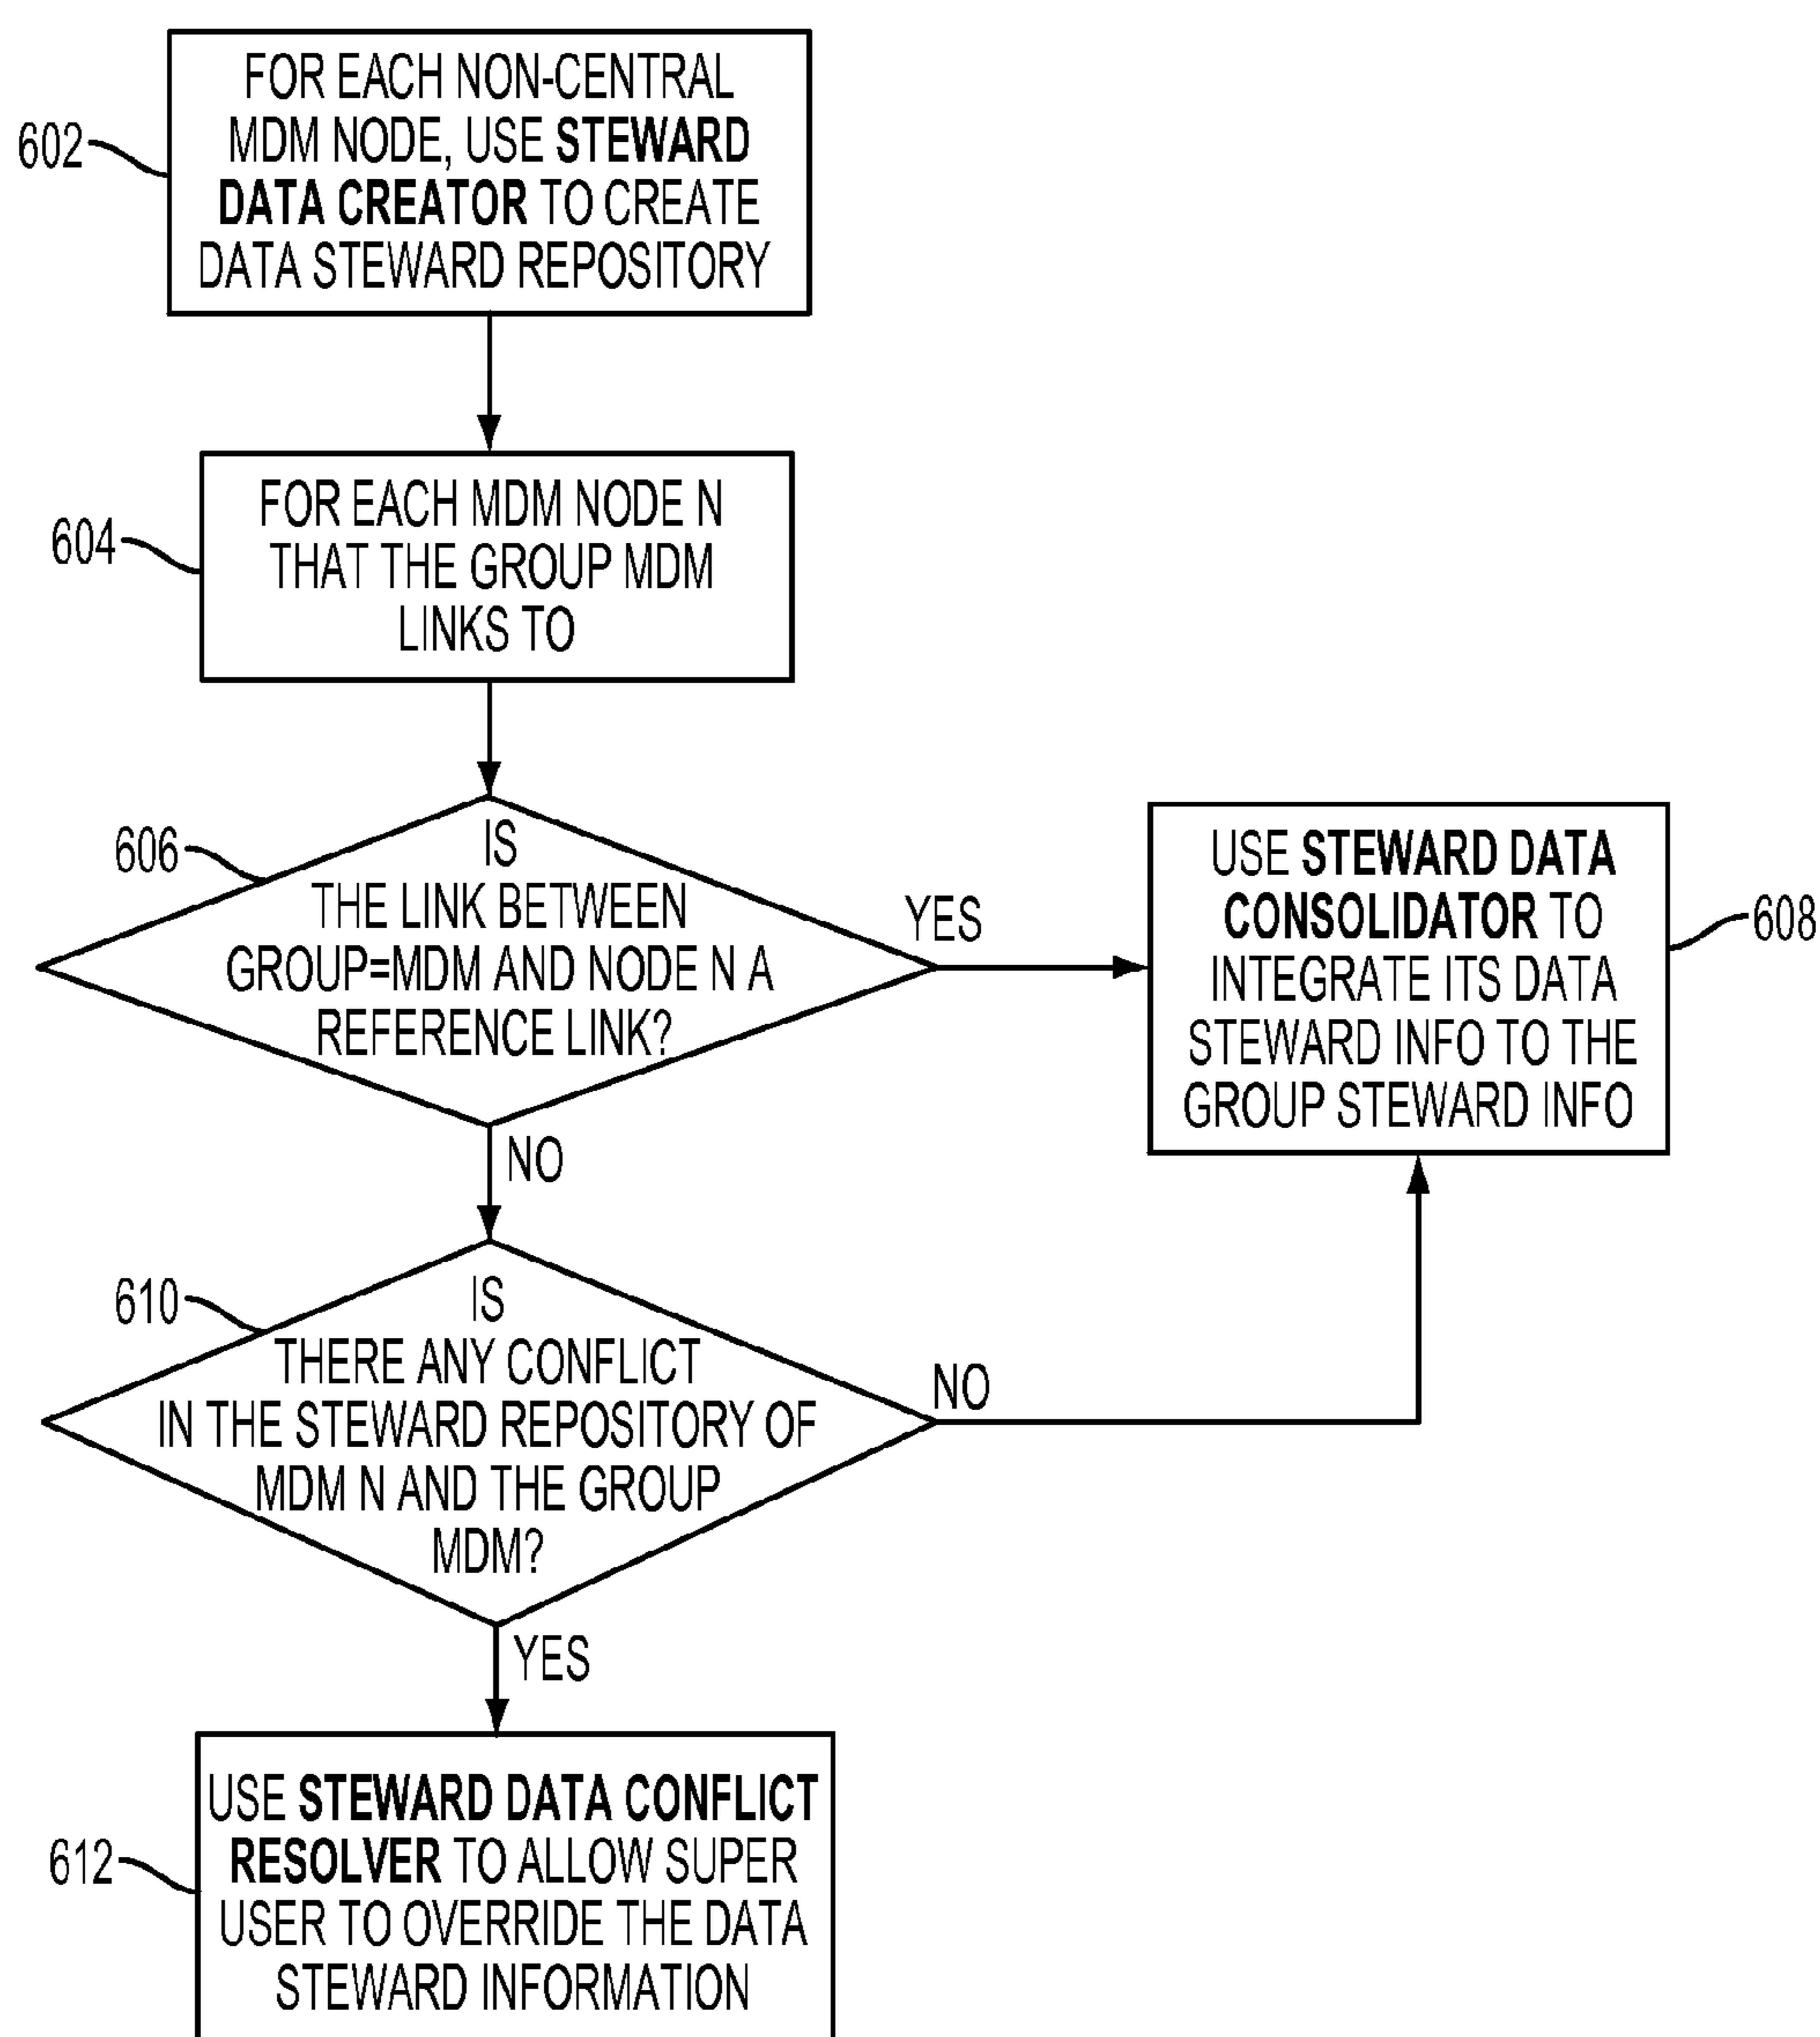 FOR EACH NON-CENTRAL
602
MDM NODE, USE STEWARD
DATA CREATOR TO CREATE
DATA STEWARD REPOSITORY
FOR EACH MDM NODE N
604
THAT THE GROUP MDM
LINKS TO
606
IS
THE LINK BETWEEN
GROUP=MDM AND NODE N A
REFERENCE LINK?
YES
NO
USE STEWARD DATA
CONSOLIDATOR TO
608
INTEGRATE ITS DATA
STEWARD INFO TO THE
GROUP STEWARD INFO
610
IS
THERE ANY CONFLICT
IN THE STEWARD REPOSITORY OF
MDM N AND THE GROUP
MDM?
NO
YES
USE STEWARD DATA CONFLICT
612
RESOLVER TO ALLOW SUPER
USER TO OVERRIDE THE DATA
STEWARD INFORMATION